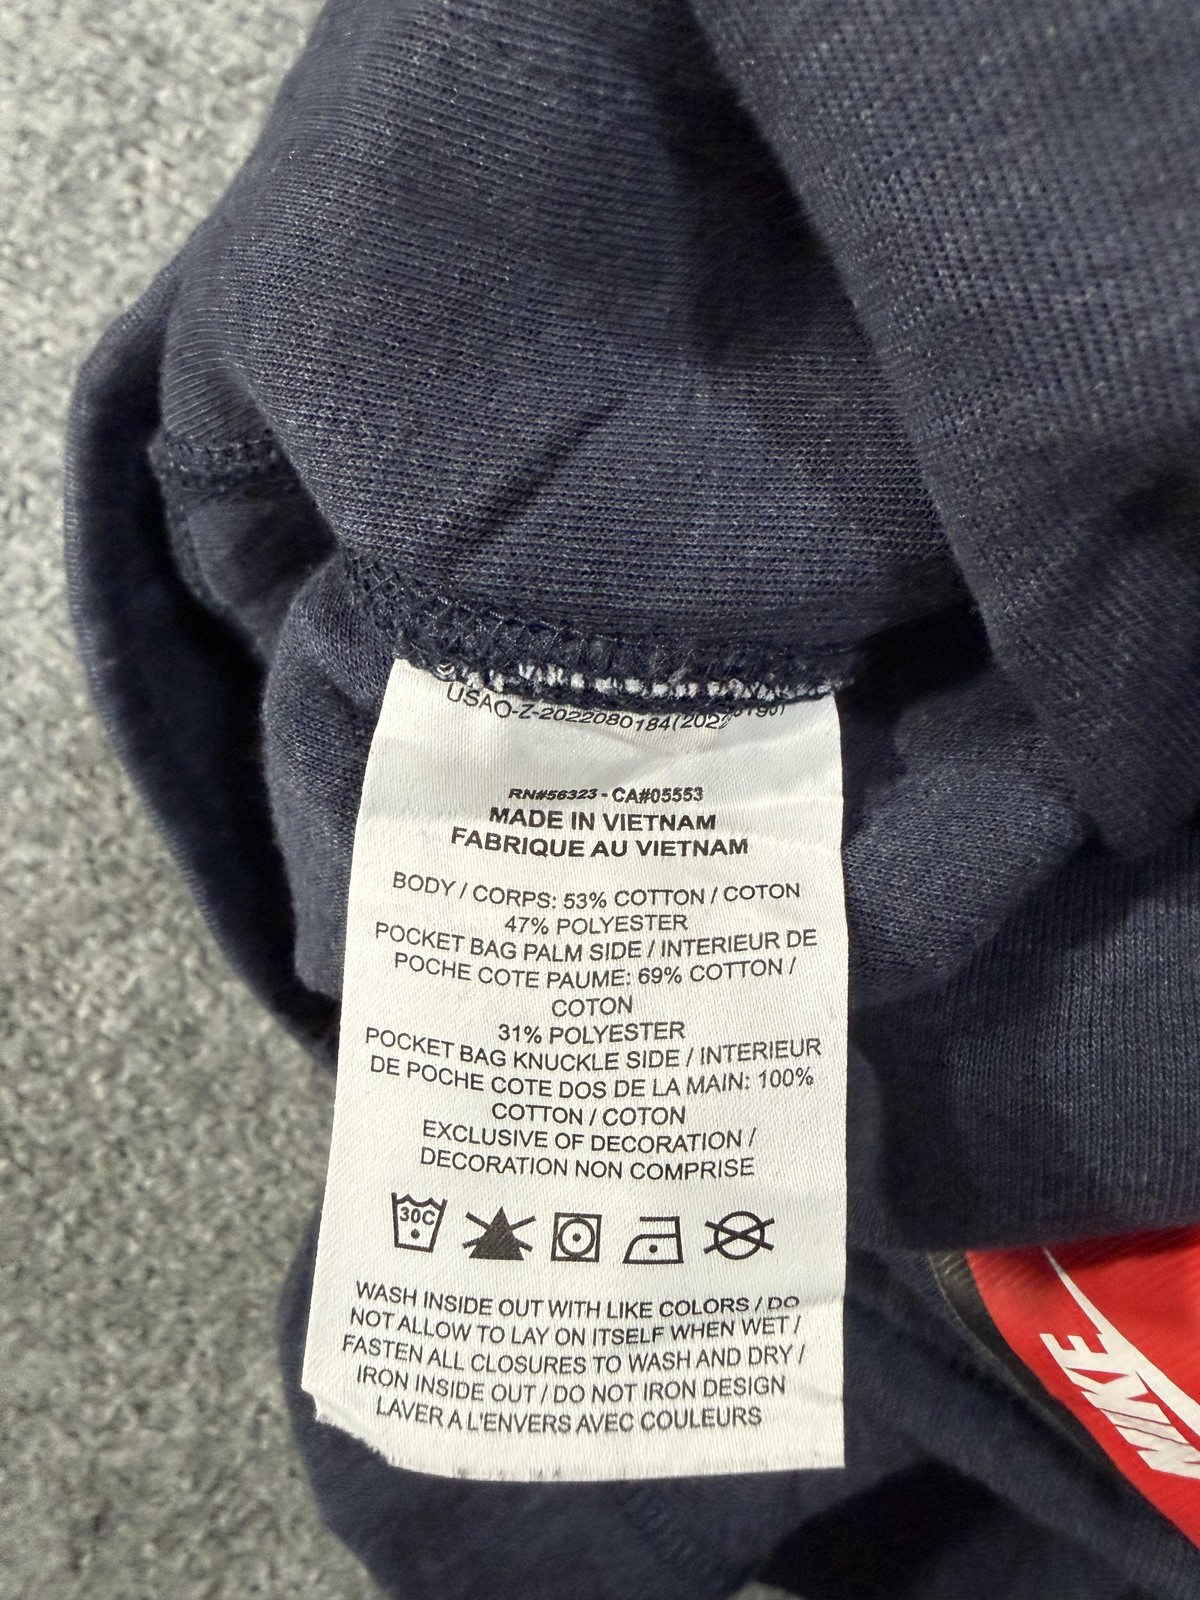 USAO-Z-2022080184(202
RN#56323 - CA#05553
MADE IN VIETNAM
FABRIQUE AU VIETNAM
BODY / CORPS: 53% COTTON / COTON
47% POLYESTER
POCKET BAG PALM SIDE / INTERIEUR DE
POCHE COTE PAUME: 69% COTTON /
COTON
31% POLYESTER
POCKET BAG KNUCKLE SIDE / INTERIEUR
DE POCHE COTE DOS DE LA MAIN: 100%
COTTON / COTON
EXCLUSIVE OF DECORATION /
DECORATION NON COMPRISE
30C
WASH INSIDE OUT WITH LIKE COLORS / DO
NOT ALLOW TO LAY ON ITSELF WHEN WET /
FASTEN ALL CLOSURES TO WASH AND DRY /
IRON INSIDE OUT / DO NOT IRON DESIGN
LAVER A L'ENVERS AVEC COULEURS
NIKE